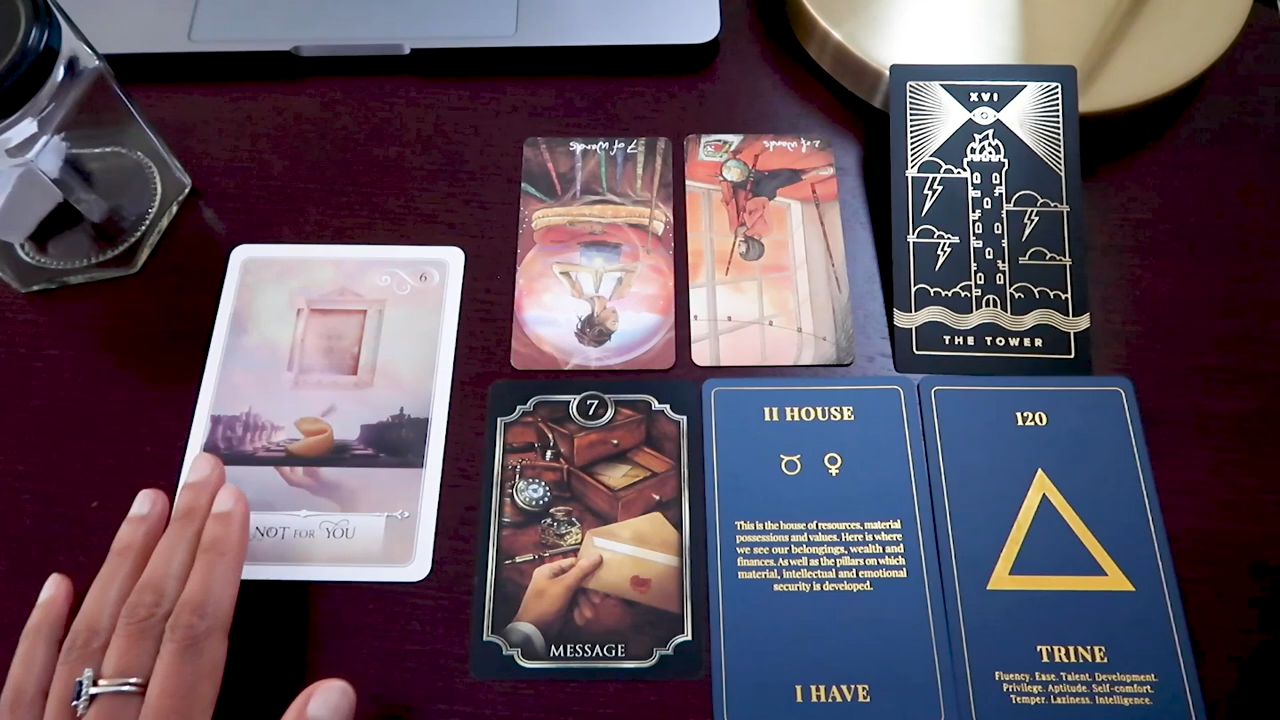 6
NOT FOR YOU
7 of Wands
2 of Wands
XVI
THE TOWER
7
MESSAGE
II HOUSE
♉ ♀
This is the house of resources, material
possessions and values. Here is where
we see our belongings, wealth and
finances. As well as the pillars on which
material, intellectual and emotional
security is developed.
I HAVE
120
TRINE
Fluency. Ease. Talent. Development.
Privilege. Aptitude. Self-comfort.
Temper. Laziness. Intelligence.